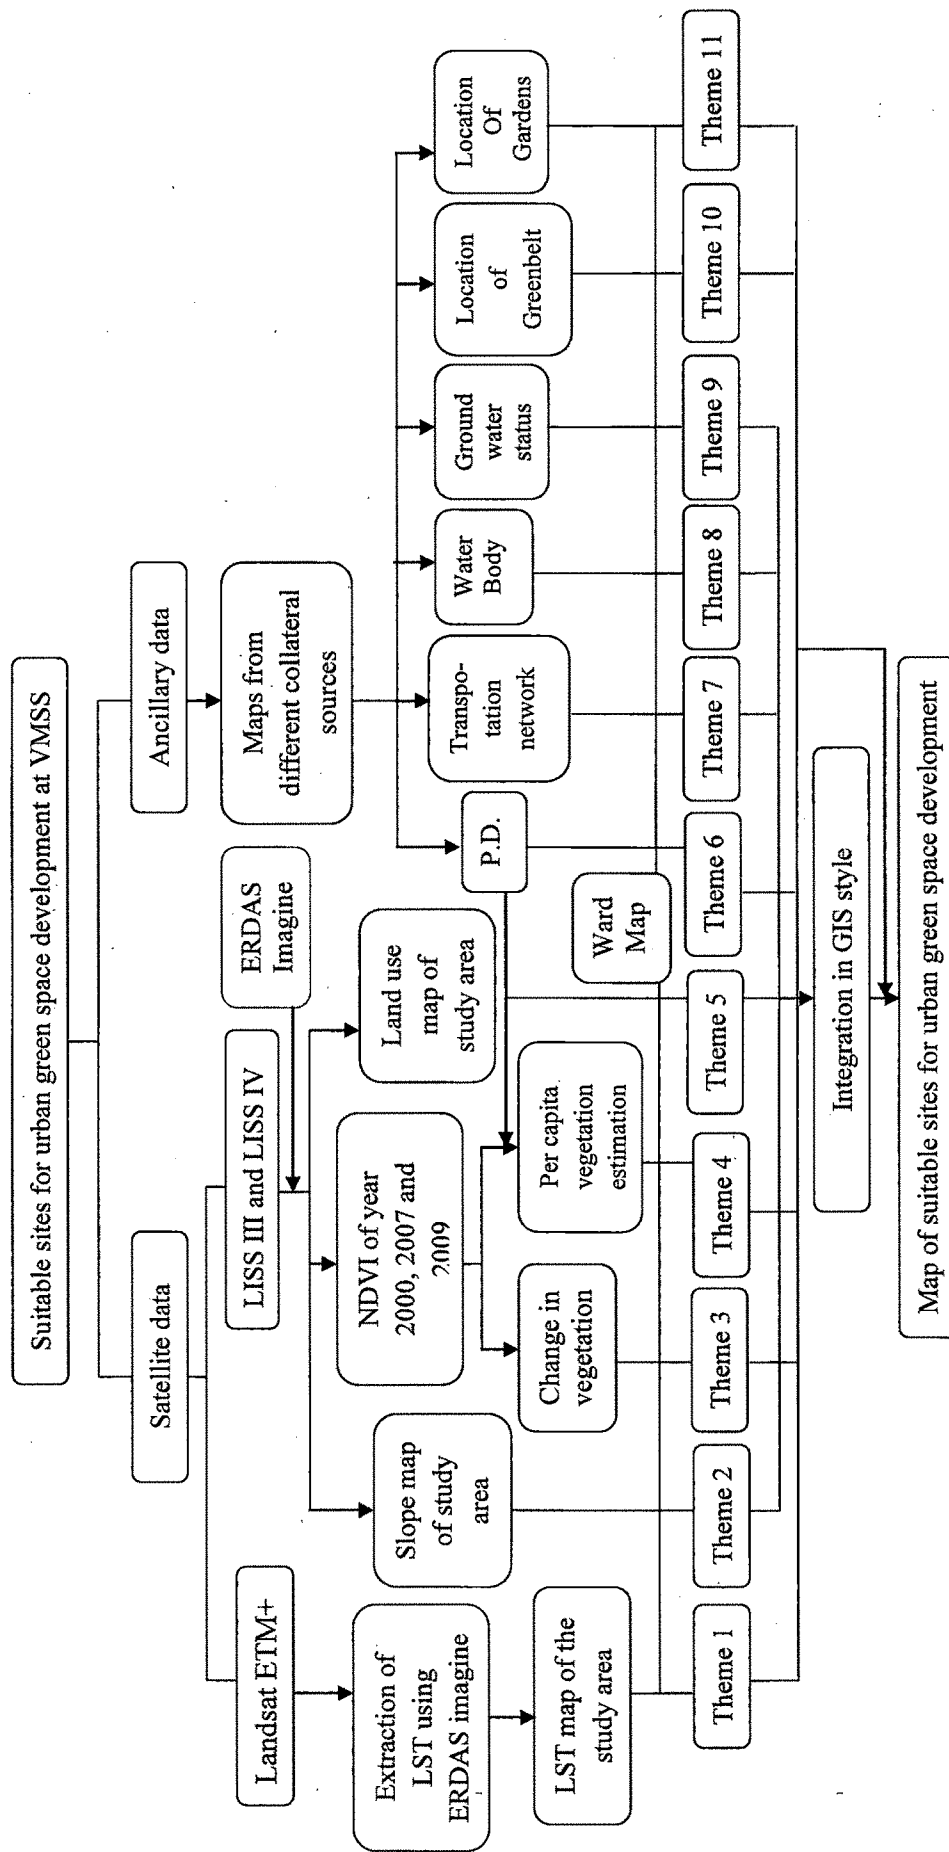 Suitable sites for urban green space development at VMSS
Satellite data
Ancillary data
Landsat ETM+
LISS III and LISS IV
ERDAS
Imagine
Maps from
different collateral
sources
Extraction of
LST using
ERDAS imagine
Slope map
of study
area
NDVI of year
2000, 2007 and
2009
Land use
map of
study area
P.D.
Transpo-
tation
network
Water
Body
Ground
water
status
Location
of
Greenbelt
Location
Of
Gardens
LST map of the
study area
Change in
vegetation
Per capita
vegetation
estimation
Ward
Map
Theme 1
Theme 2
Theme 3
Theme 4
Theme 5
Theme 6
Theme 7
Theme 8
Theme 9
Theme 10
Theme 11
Integration in GIS style
Map of suitable sites for urban green space development